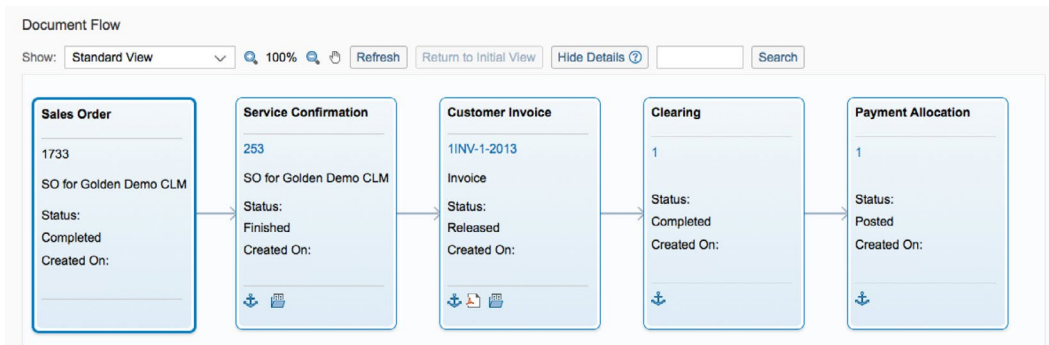 Document Flow
Show: Standard View 100% Refresh Return to Initial View Hide Details ? Search
Sales Order
1733
SO for Golden Demo CLM
Status:
Completed
Created On:
Service Confirmation
253
SO for Golden Demo CLM
Status:
Finished
Created On:
Customer Invoice
1INV-1-2013
Invoice
Status:
Released
Created On:
Clearing
1
Status:
Completed
Created On:
Payment Allocation
1
Status:
Posted
Created On: